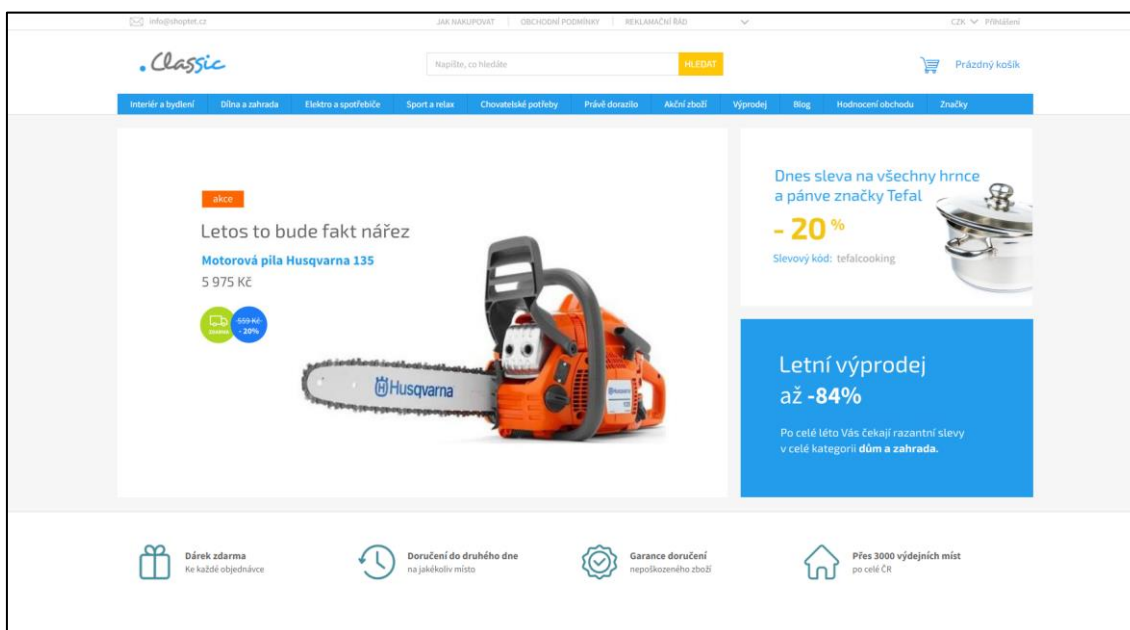 info@shoptet.cz
JAK NAKUPOVAT
OBCHODNÍ PODMÍNKY
REKLAMAČNÍ ŘÁD
CZK
Přihlášení
.Classic
Napište, co hledáte
HLEDAT
Prázdný košík
Interiér a bydlení
Dílna a zahrada
Elektro a spotřebiče
Sport a relax
Chovatelské potřeby
Právě dorazilo
Akční zboží
Výprodej
Blog
Hodnocení obchodu
Značky
akce
Letos to bude fakt nářez
Motorová pila Husqvarna 135
5 975 Kč
ZDARMA
559 Kč
- 20%
Husqvarna
Dnes sleva na všechny hrnce
a pánve značky Tefal
- 20 %
Slevový kód: tefalcooking
Letní výprodej
až -84%
Po celé léto Vás čekají razantní slevy
v celé kategorii dům a zahrada.
Dárek zdarma
Ke každé objednávce
Doručení do druhého dne
na jakékoliv místo
Garance doručení
nepoškozeného zboží
Přes 3000 výdejních míst
po celé ČR